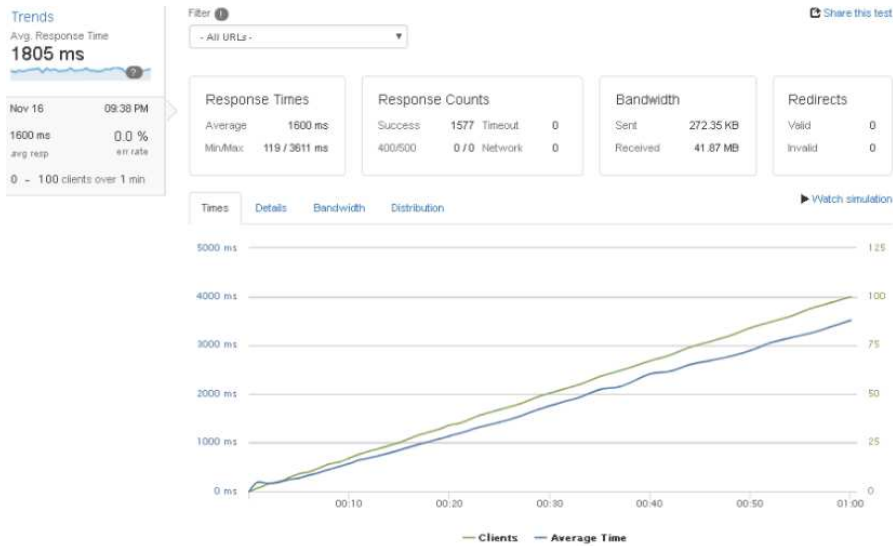 Trends
Avg. Response Time
1805 ms
?
Nov 16 09:38 PM
1600 ms 0.0 %
avg resp err rate
0 - 100 clients over 1 min
Filter !
Share this test
- All URLs -
Response Times
Average 1600 ms
Min/Max 119 / 3611 ms
Response Counts
Success 1577 Timeout 0
400/500 0 / 0 Network 0
Bandwidth
Sent 272.35 KB
Received 41.87 MB
Redirects
Valid 0
Invalid 0
Times Details Bandwidth Distribution
Watch simulation
5000 ms 125
4000 ms 100
3000 ms 75
2000 ms 50
1000 ms 25
0 ms 0
00:10 00:20 00:30 00:40 00:50 01:00
Clients Average Time